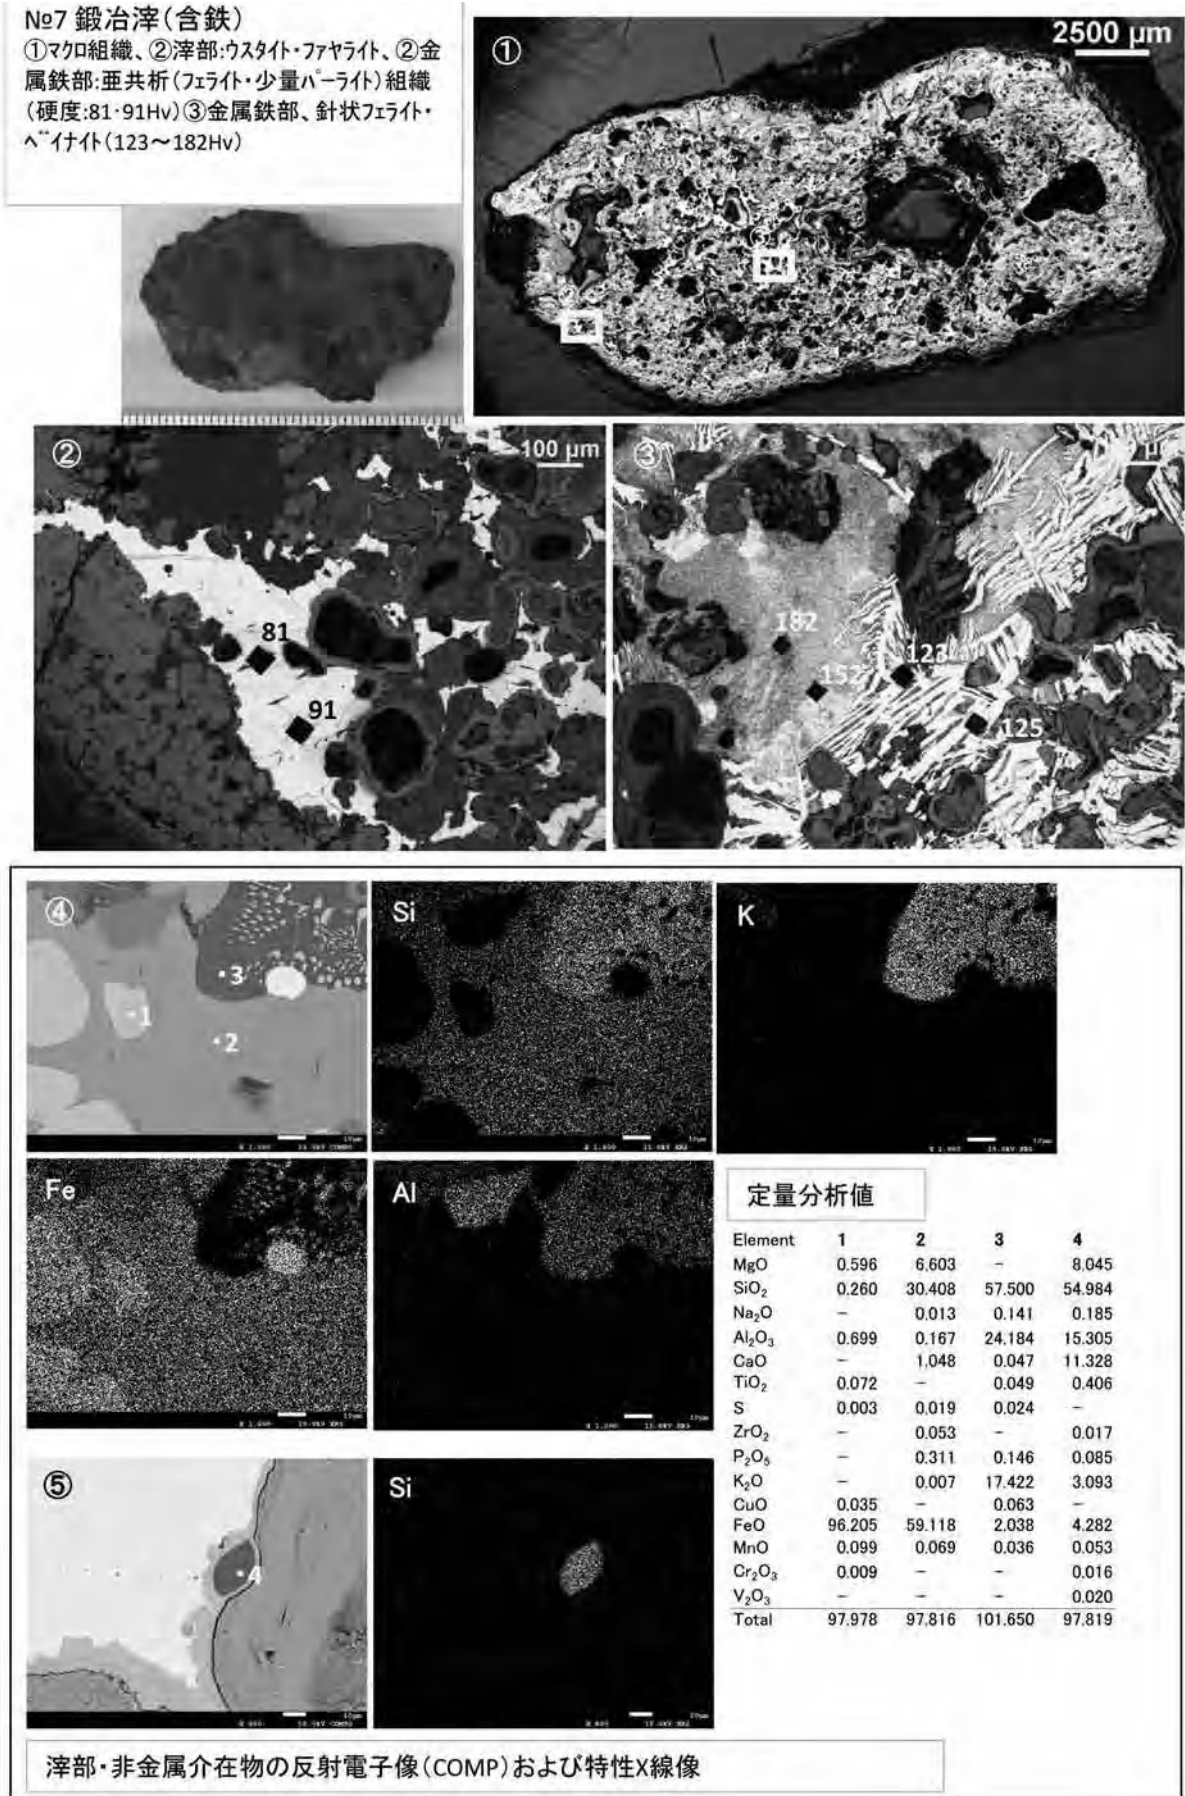 №7 鍛冶滓(含鉄)
①マクロ組織、②滓部:ウスタイト・ファヤライト、②金
属鉄部:亜共析(フェライト・少量パーライト)組織
(硬度:81・91Hv)③金属鉄部、針状フェライト・
ベイナイト(123～182Hv)
①
2500 μm
③
②
②
100 μm
81
91
③
182
152
123
125
④
1
2
3
Si
K
Fe
Al
定量分析値
Element 1 2 3 4
MgO 0.596 6.603 – 8.045
SiO₂ 0.260 30.408 57.500 54.984
Na₂O – 0.013 0.141 0.185
Al₂O₃ 0.699 0.167 24.184 15.305
CaO – 1.048 0.047 11.328
TiO₂ 0.072 – 0.049 0.406
S 0.003 0.019 0.024 –
ZrO₂ – 0.053 – 0.017
P₂O₅ – 0.311 0.146 0.085
K₂O – 0.007 17.422 3.093
CuO 0.035 – 0.063 –
FeO 96.205 59.118 2.038 4.282
MnO 0.099 0.069 0.036 0.053
Cr₂O₃ 0.009 – – 0.016
V₂O₃ – – – 0.020
Total 97.978 97.816 101.650 97.819
⑤
4
Si
滓部・非金属介在物の反射電子像(COMP)および特性X線像